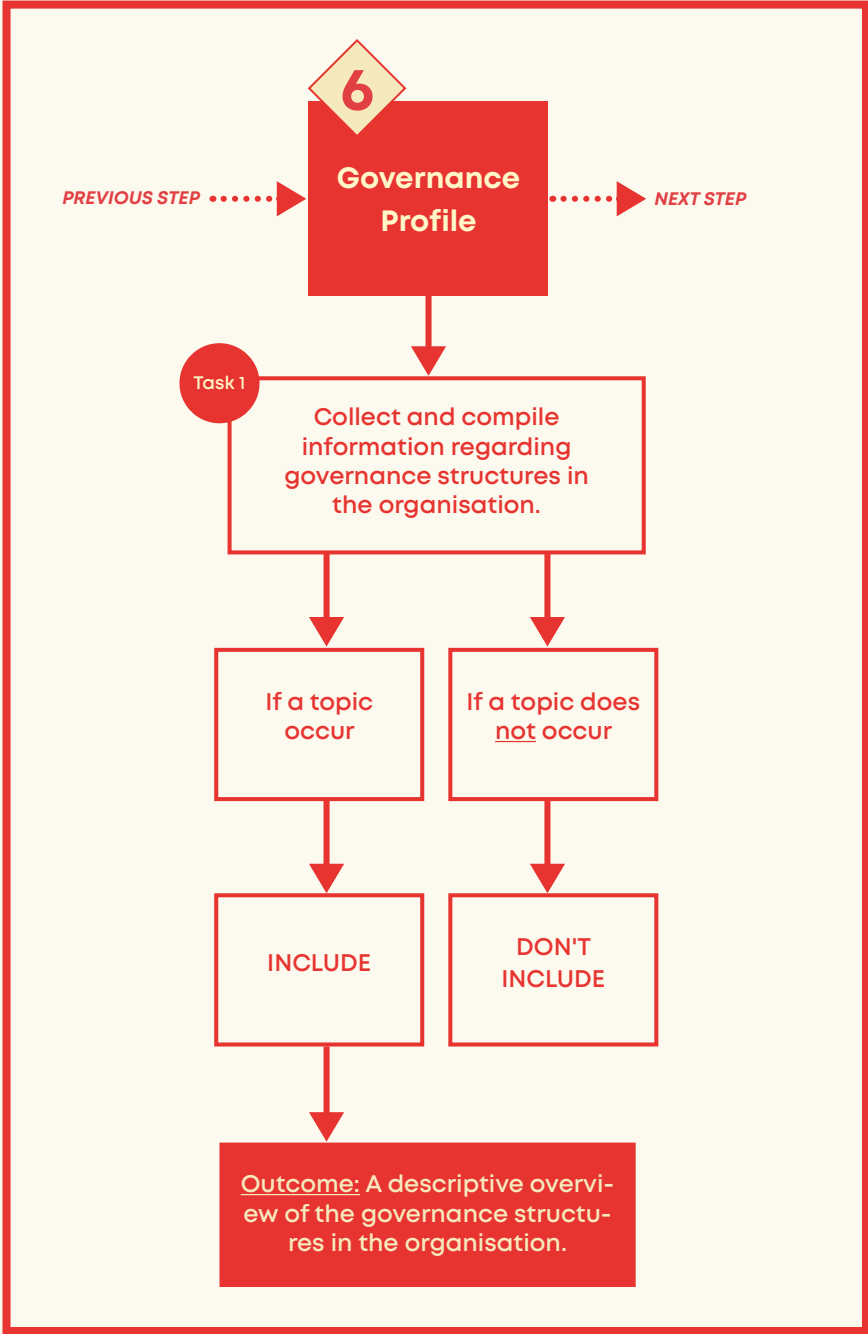 6
Governance
Profile
PREVIOUS STEP
NEXT STEP
Task 1
Collect and compile
information regarding
governance structures in
the organisation.
If a topic
occur
If a topic does
not occur
INCLUDE
DON'T
INCLUDE
Outcome: A descriptive overvi-
ew of the governance structu-
res in the organisation.